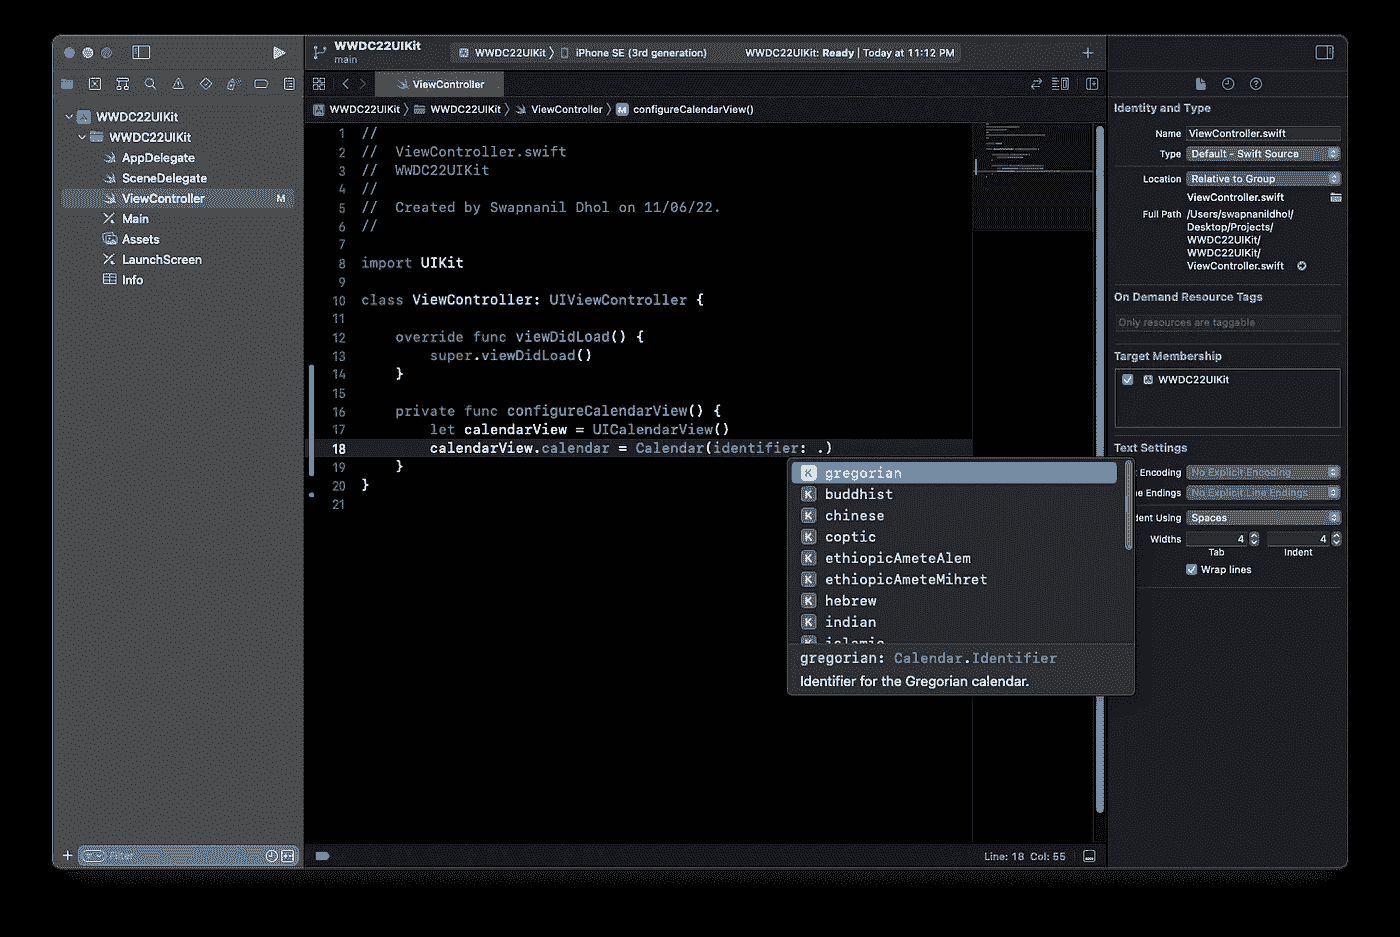 WWDC22UIKit
main
WWDC22UIKit
iPhone SE (3rd generation)
WWDC22UIKit: Ready | Today at 11:12 PM
ViewController
WWDC22UIKit
WWDC22UIKit
ViewController
M
configureCalendarView()
WWDC22UIKit
WWDC22UIKit
AppDelegate
SceneDelegate
ViewController M
Main
Assets
LaunchScreen
Info
Filter
1 //
2 //  ViewController.swift
3 //  WWDC22UIKit
4 //
5 //  Created by Swapnanil Dhol on 11/06/22.
6 //
7
8 import UIKit
9
10 class ViewController: UIViewController {
11
12     override func viewDidLoad() {
13         super.viewDidLoad()
14     }
15
16     private func configureCalendarView() {
17         let calendarView = UICalendarView()
18         calendarView.calendar = Calendar(identifier: .)
19     }
20 }
21
K gregorian
K buddhist
K chinese
K coptic
K ethiopicAmeteAlem
K ethiopicAmeteMihret
K hebrew
K indian
K islamic
gregorian: Calendar.Identifier
Identifier for the Gregorian calendar.
Line: 18 Col: 55
Identity and Type
Name ViewController.swift
Type Default - Swift Source
Location Relative to Group
ViewController.swift
Full Path /Users/swapnanildhol/
Desktop/Projects/
WWDC22UIKit/
WWDC22UIKit/
ViewController.swift
On Demand Resource Tags
Only resources are taggable
Target Membership
WWDC22UIKit
Text Settings
Encoding No Explicit Encoding
Endings No Explicit Line Endings
Using Spaces
Widths 4 4
Tab Indent
Wrap lines